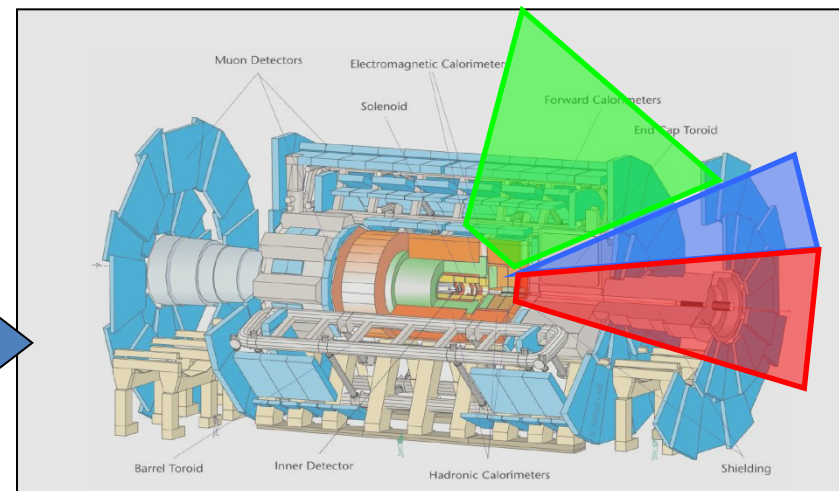 Muon Detectors
Electromagnetic Calorimeters
Solenoid
Forward Calorimeters
End Cap Toroid
Barrel Toroid
Inner Detector
Hadronic Calorimeters
Shielding